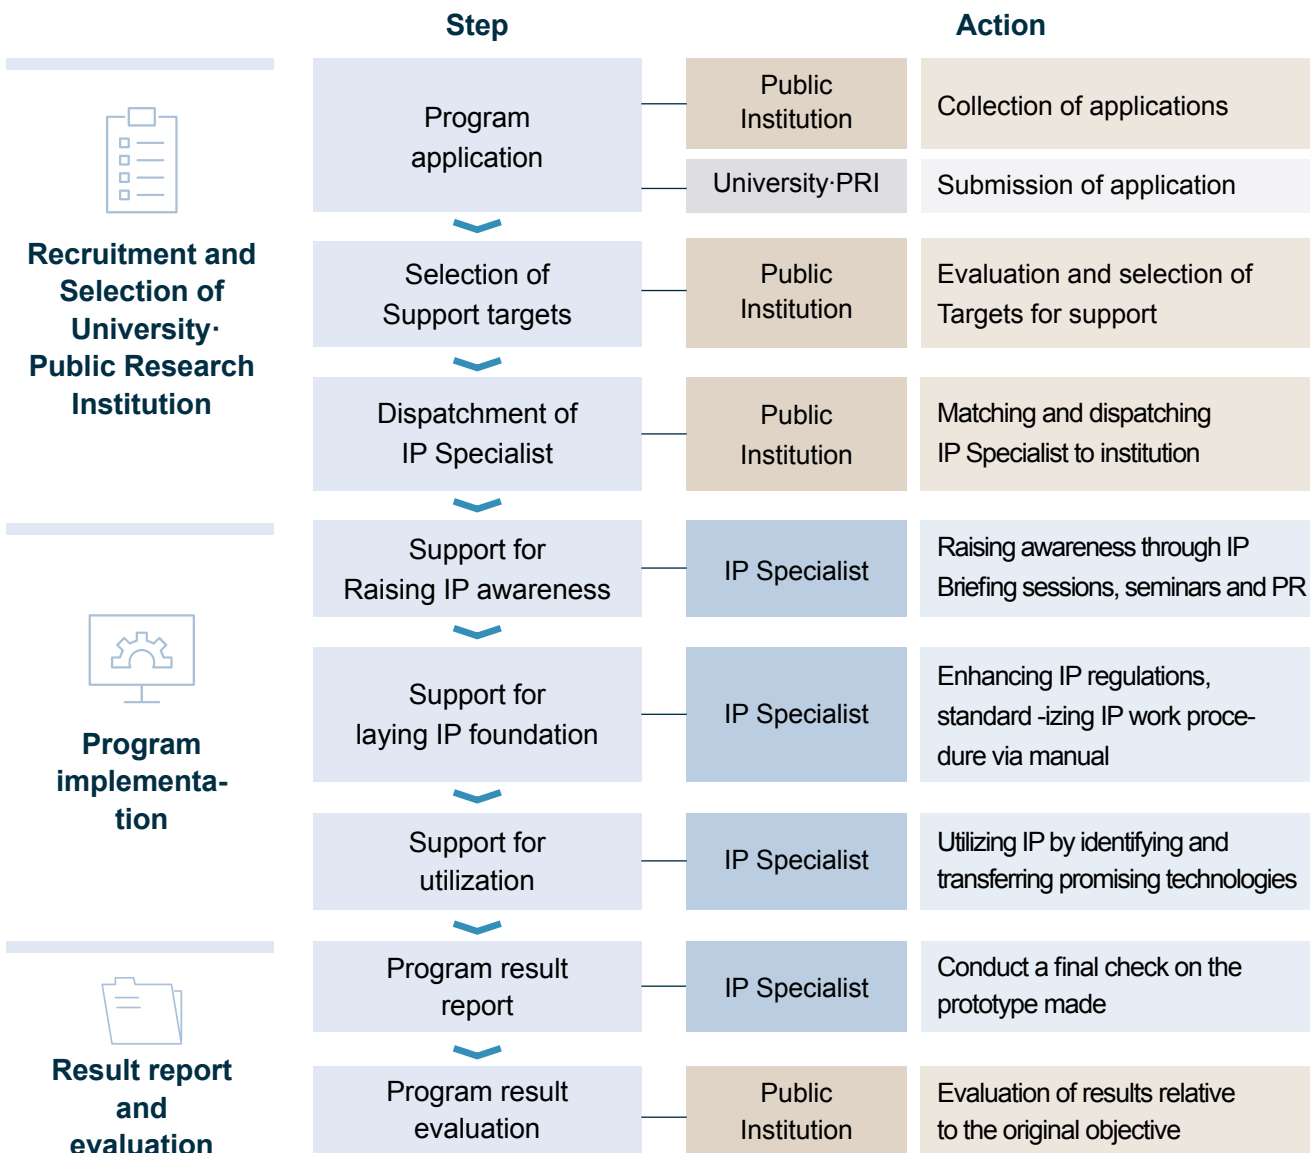 Step
Action
Recruitment and
Selection of
University·
Public Research
Institution
Program
application
Public
Institution
Collection of applications
University·PRI
Submission of application
Selection of
Support targets
Public
Institution
Evaluation and selection of
Targets for support
Dispatchment of
IP Specialist
Public
Institution
Matching and dispatching
IP Specialist to institution
Program
implementa-
tion
Support for
Raising IP awareness
IP Specialist
Raising awareness through IP
Briefing sessions, seminars and PR
Support for
laying IP foundation
IP Specialist
Enhancing IP regulations,
standard -izing IP work proce-
dure via manual
Support for
utilization
IP Specialist
Utilizing IP by identifying and
transferring promising technologies
Result report
and
evaluation
Program result
report
IP Specialist
Conduct a final check on the
prototype made
Program result
evaluation
Public
Institution
Evaluation of results relative
to the original objective